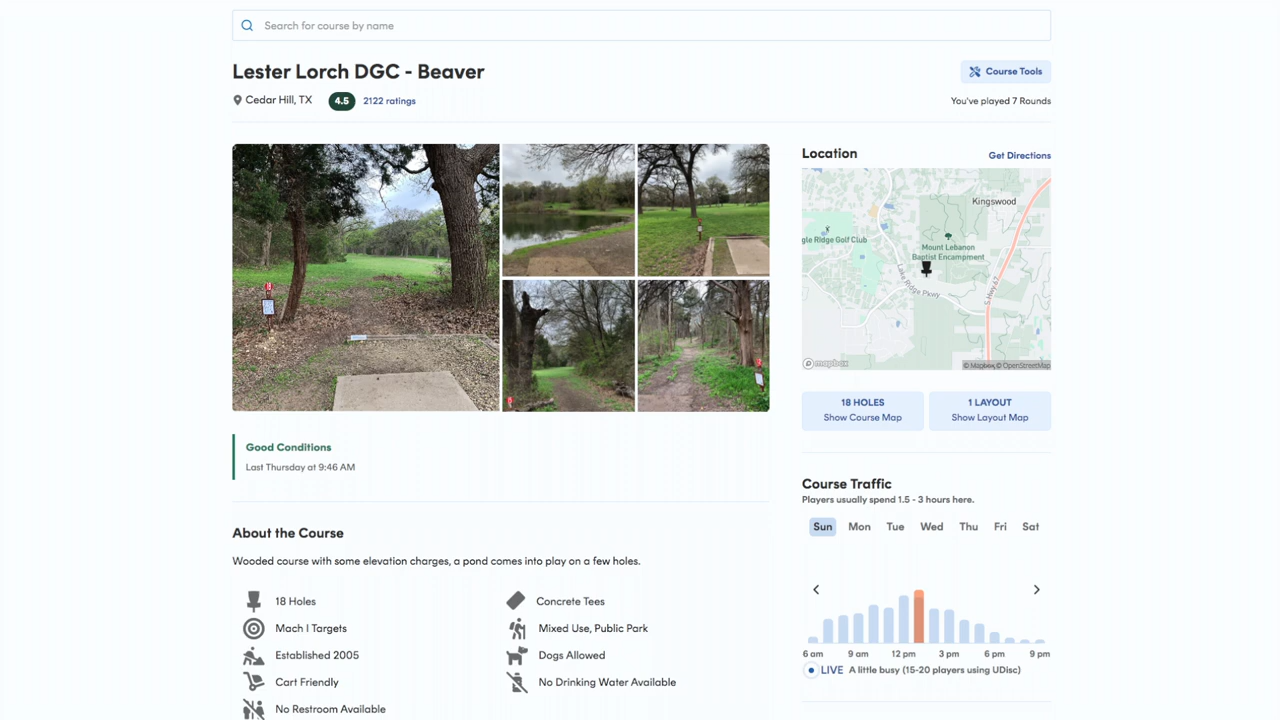 Search for course by name
Lester Lorch DGC - Beaver
Course Tools
Cedar Hill, TX
4.5
2122 ratings
You've played 7 Rounds
Location
Get Directions
Kingswood
gle Ridge Golf Club
Mount Lebanon
Baptist Encampment
Lake Ridge Pkwy
S Hwy 67
mapbox
© Mapbox © OpenStreetMap
18 HOLES
Show Course Map
1 LAYOUT
Show Layout Map
Good Conditions
Last Thursday at 9:46 AM
Course Traffic
Players usually spend 1.5 - 3 hours here.
Sun Mon Tue Wed Thu Fri Sat
6 am 9 am 12 pm 3 pm 6 pm 9 pm
LIVE A little busy (15-20 players using UDisc)
About the Course
Wooded course with some elevation charges, a pond comes into play on a few holes.
18 Holes
Concrete Tees
Mach I Targets
Mixed Use, Public Park
Established 2005
Dogs Allowed
Cart Friendly
No Drinking Water Available
No Restroom Available